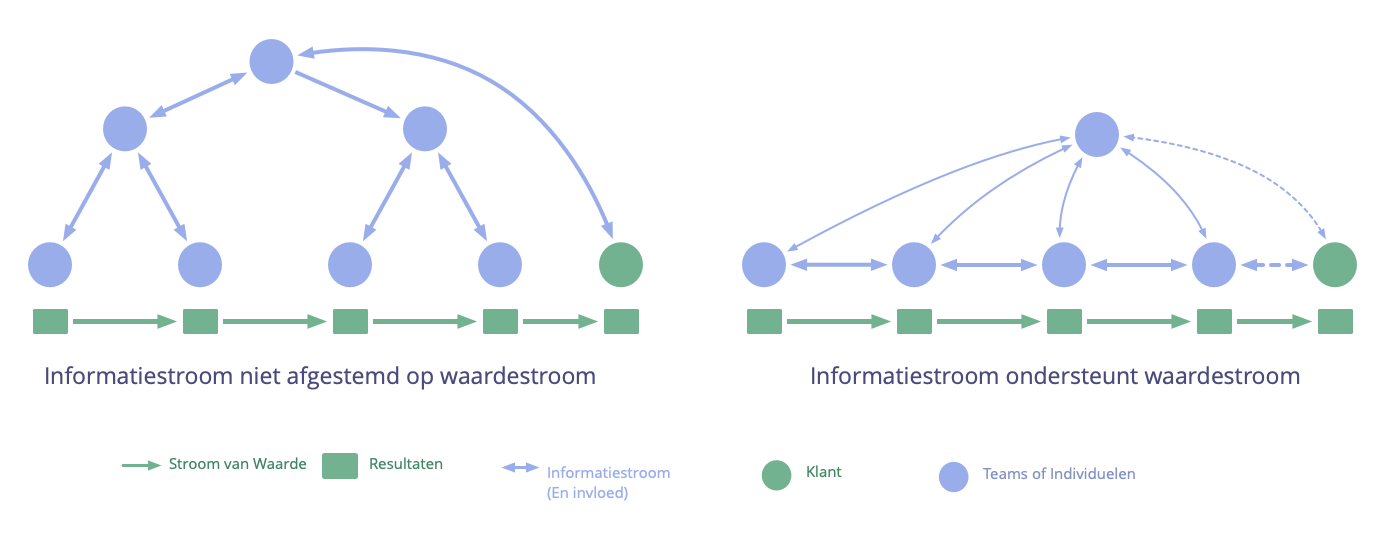 Informatiestroom niet afgestemd op waardestroom
Informatiestroom ondersteunt waardestroom
Stroom van Waarde
Resultaten
Informatiestroom
(En invloed)
Klant
Teams of Individuelen